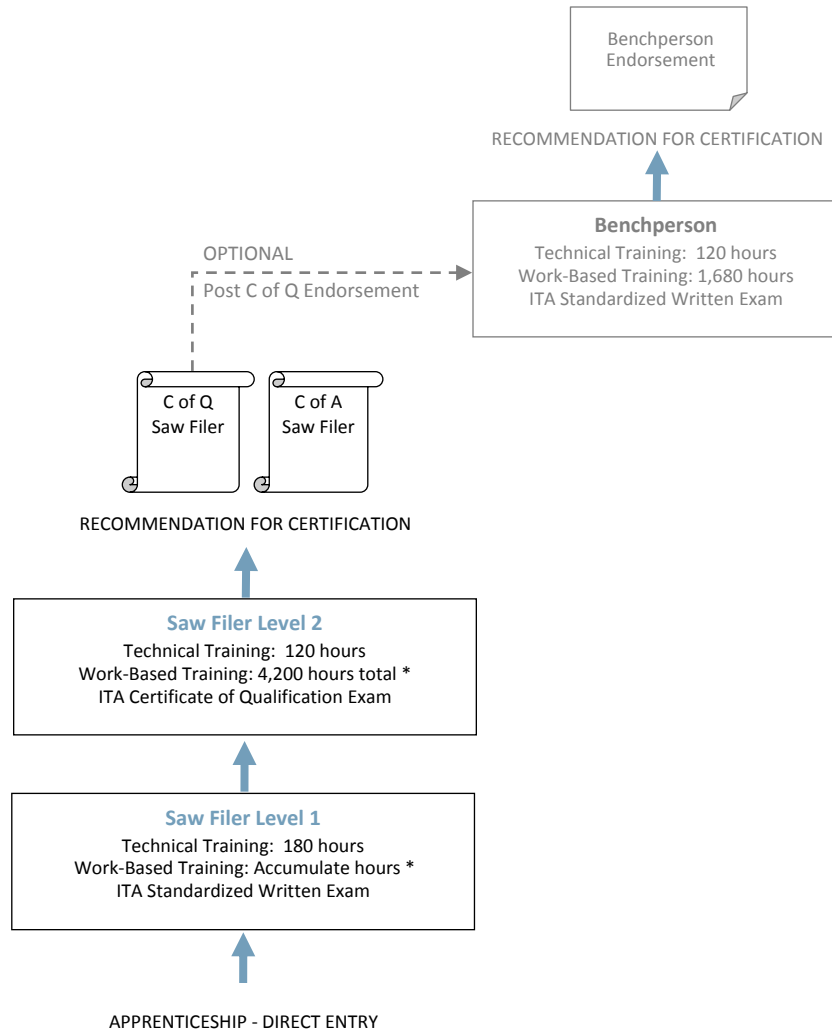 Benchperson
Endorsement
RECOMMENDATION FOR CERTIFICATION
Benchperson
Technical Training: 120 hours
Work-Based Training: 1,680 hours
ITA Standardized Written Exam
OPTIONAL
Post C of Q Endorsement
C of Q
Saw Filer
C of A
Saw Filer
RECOMMENDATION FOR CERTIFICATION
Saw Filer Level 2
Technical Training: 120 hours
Work-Based Training: 4,200 hours total *
ITA Certificate of Qualification Exam
Saw Filer Level 1
Technical Training: 180 hours
Work-Based Training: Accumulate hours *
ITA Standardized Written Exam
APPRENTICESHIP - DIRECT ENTRY